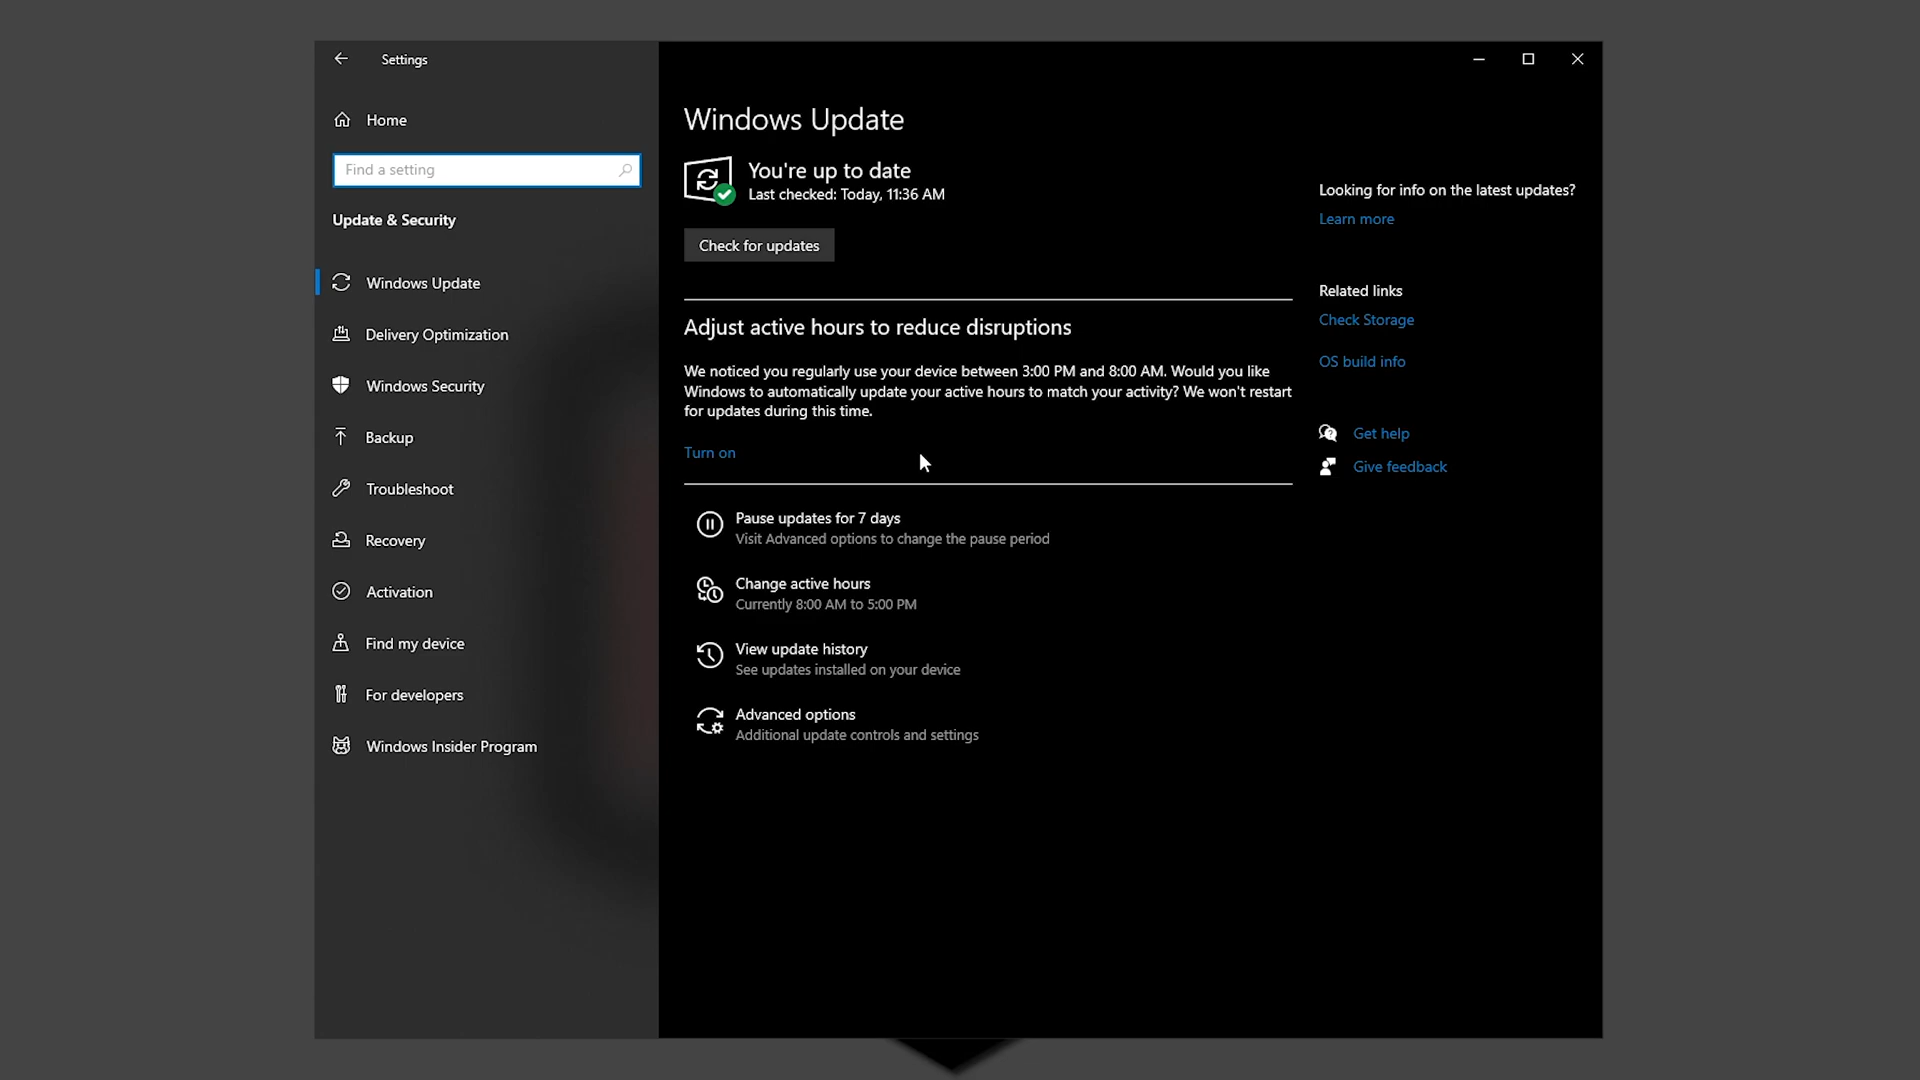 Settings
Home
Find a setting
Update & Security
Windows Update
Delivery Optimization
Windows Security
Backup
Troubleshoot
Recovery
Activation
Find my device
For developers
Windows Insider Program
Windows Update
You're up to date
Last checked: Today, 11:36 AM
Check for updates
Adjust active hours to reduce disruptions
We noticed you regularly use your device between 3:00 PM and 8:00 AM. Would you like
Windows to automatically update your active hours to match your activity? We won't restart
for updates during this time.
Turn on
Pause updates for 7 days
Visit Advanced options to change the pause period
Change active hours
Currently 8:00 AM to 5:00 PM
View update history
See updates installed on your device
Advanced options
Additional update controls and settings
Looking for info on the latest updates?
Learn more
Related links
Check Storage
OS build info
Get help
Give feedback